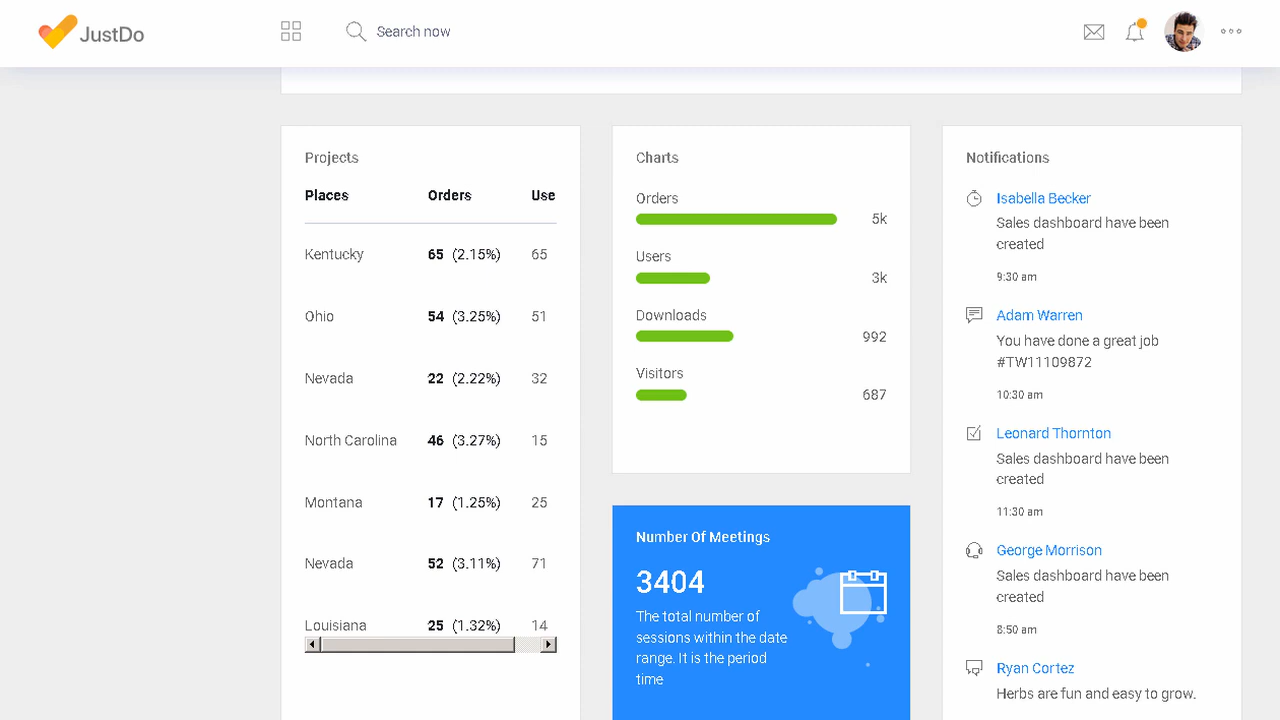 JustDo
Search now
Projects
Places Orders Use
Kentucky 65 (2.15%) 65
Ohio 54 (3.25%) 51
Nevada 22 (2.22%) 32
North Carolina 46 (3.27%) 15
Montana 17 (1.25%) 25
Nevada 52 (3.11%) 71
Louisiana 25 (1.32%) 14
Charts
Orders
5k
Users
3k
Downloads
992
Visitors
687
Number Of Meetings
3404
The total number of
sessions within the date
range. It is the period
time
Notifications
Isabella Becker
Sales dashboard have been
created
9:30 am
Adam Warren
You have done a great job
#TW11109872
10:30 am
Leonard Thornton
Sales dashboard have been
created
11:30 am
George Morrison
Sales dashboard have been
created
8:50 am
Ryan Cortez
Herbs are fun and easy to grow.